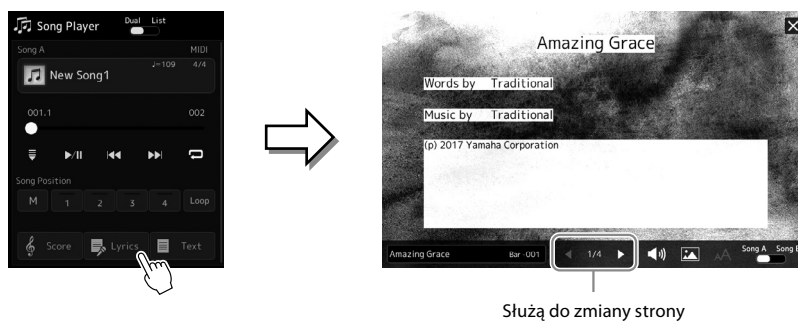 Song Player
Dual List
Song A MIDI
New Song1
♩=109 4/4
001.1 002
Song Position
M 1 2 3 4 Loop
Score Lyrics Text
Amazing Grace
Words by Traditional
Music by Traditional
(p) 2017 Yamaha Corporation
Amazing Grace Bar 001 1/4 AA Song A Song B
Służą do zmiany strony